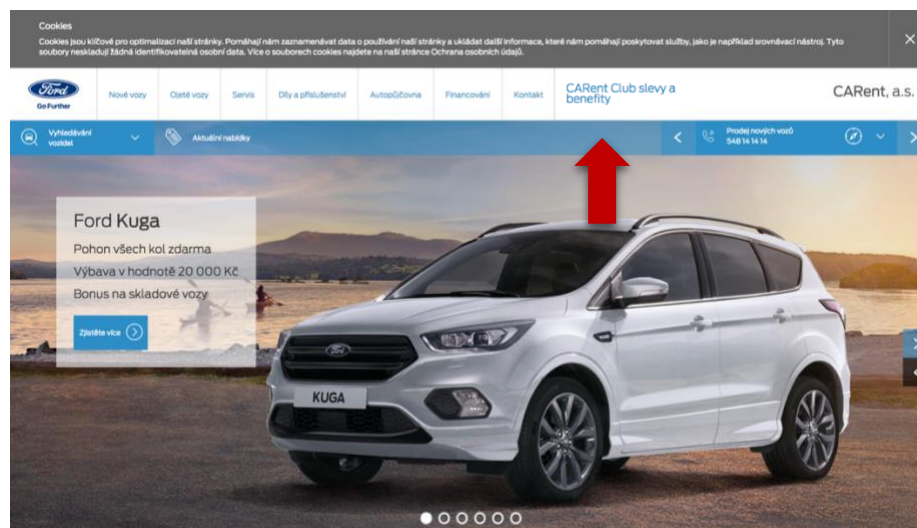 Cookies
Cookies jsou klíčové pro optimalizaci naší stránky. Pomáhají nám zaznamenávat data o používání naší stránky a ukládat další informace, které nám pomáhají poskytovat služby, jako je například srovnávací nástroj. Tyto
soubory neskladují žádná identifikovatelná osobní data. Více o souborech cookies najdete na naší stránce Ochrana osobních údajů.
Ford
Go Further
Nové vozy
Ojeté vozy
Servis
Díly a příslušenství
Autopůjčovna
Financování
Kontakt
CARent Club slevy a
benefity
CARent, a.s.
Vyhledávání
vozidel
Aktuální nabídky
Prodej nových vozů
548 14 14 14
Ford Kuga
Pohon všech kol zdarma
Výbava v hodnotě 20 000 Kč
Bonus na skladové vozy
Zjistěte více
Ford
KUGA